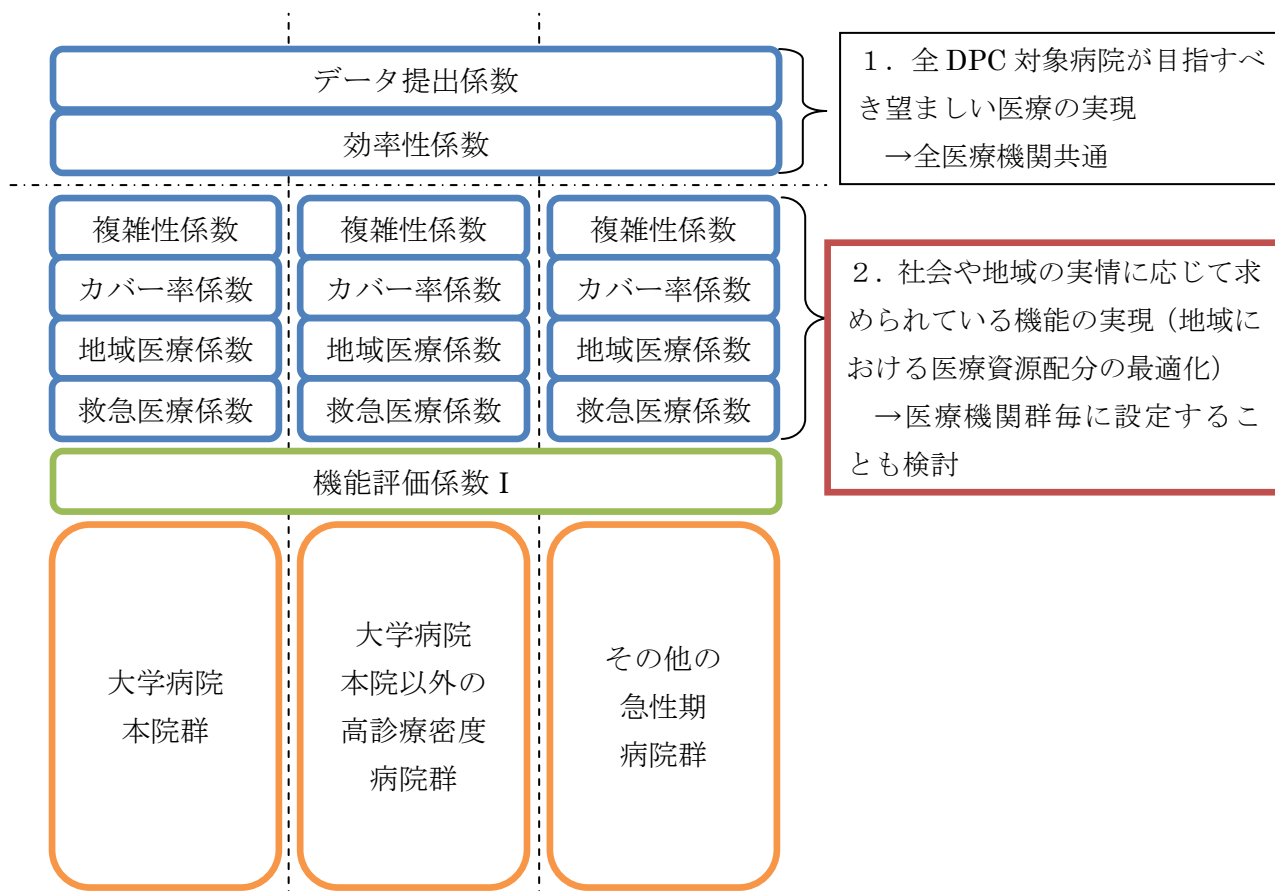 データ提出係数
効率性係数
1．全 DPC 対象病院が目指すべ
き望ましい医療の実現
→全医療機関共通
複雑性係数
カバー率係数
地域医療係数
救急医療係数
複雑性係数
カバー率係数
地域医療係数
救急医療係数
複雑性係数
カバー率係数
地域医療係数
救急医療係数
2．社会や地域の実情に応じて求
められている機能の実現（地域に
おける医療資源配分の最適化）
→医療機関群毎に設定するこ
とも検討
機能評価係数 I
大学病院
本院群
大学病院
本院以外の
高診療密度
病院群
その他の
急性期
病院群